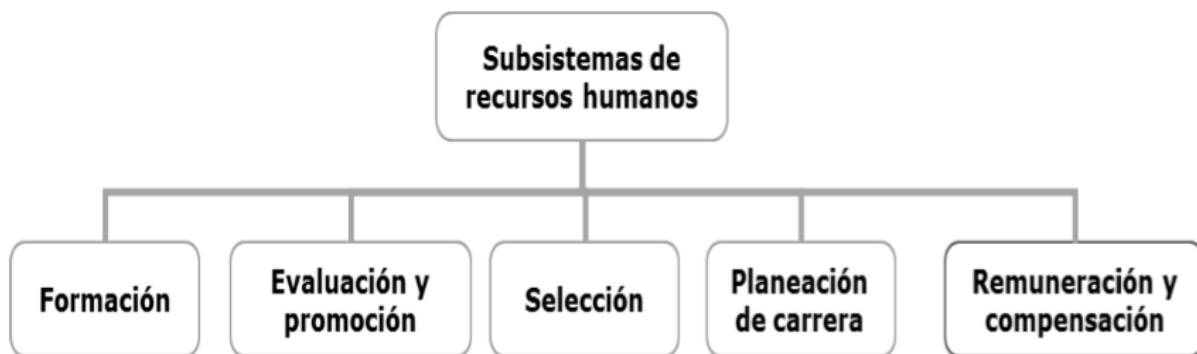 Subsistemas de
recursos humanos
Formación
Evaluación y
promoción
Selección
Planeación
de carrera
Remuneración y
compensación